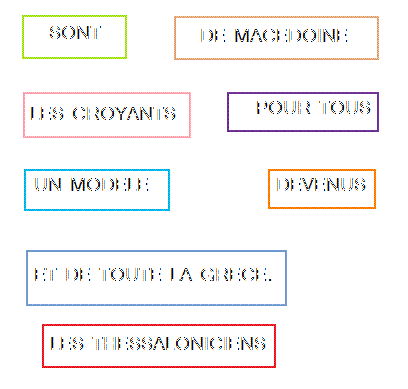 SONT
DE MACEDOINE
LES CROYANTS
POUR TOUS
UN MODELE
DEVENUS
ET DE TOUTE LA GRECE.
LES THESSALONICIENS